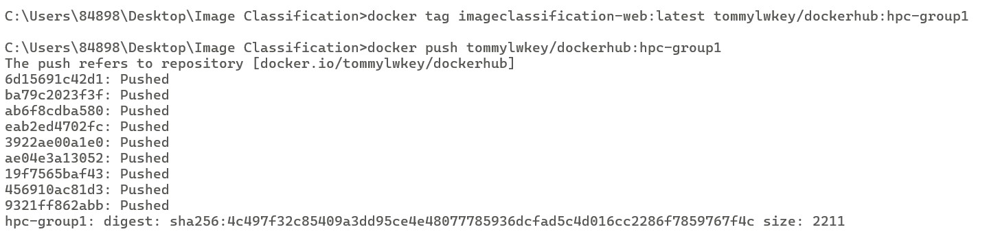 C:\Users\84898\Desktop\Image Classification>docker tag imageclassification-web:latest tommylwkey/dockerhub:hpc-group1
C:\Users\84898\Desktop\Image Classification>docker push tommylwkey/dockerhub:hpc-group1
The push refers to repository [docker.io/tommylwkey/dockerhub]
6d15691c42d1: Pushed
ba79c2023f3f: Pushed
ab6f8cdba580: Pushed
eab2ed4702fc: Pushed
3922ae00a1e0: Pushed
ae04e3a13052: Pushed
19f7565baf43: Pushed
456910ac81d3: Pushed
9321ff862abb: Pushed
hpc-group1: digest: sha256:4c497f32c85409a3dd95ce4e48077785936dcfad5c4d016cc2286f7859767f4c size: 2211